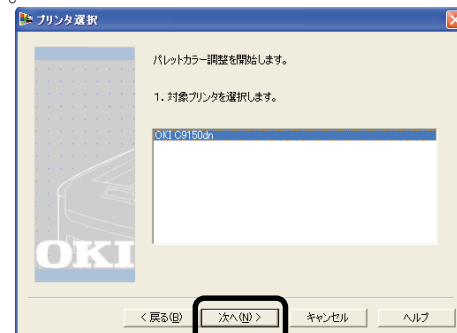 プリンタ選択
パレットカラー調整を開始します。
1. 対象プリンタを選択します。
OKI C9150dn
OKI
< 戻る(B)
次へ(N) >
キャンセル
ヘルプ